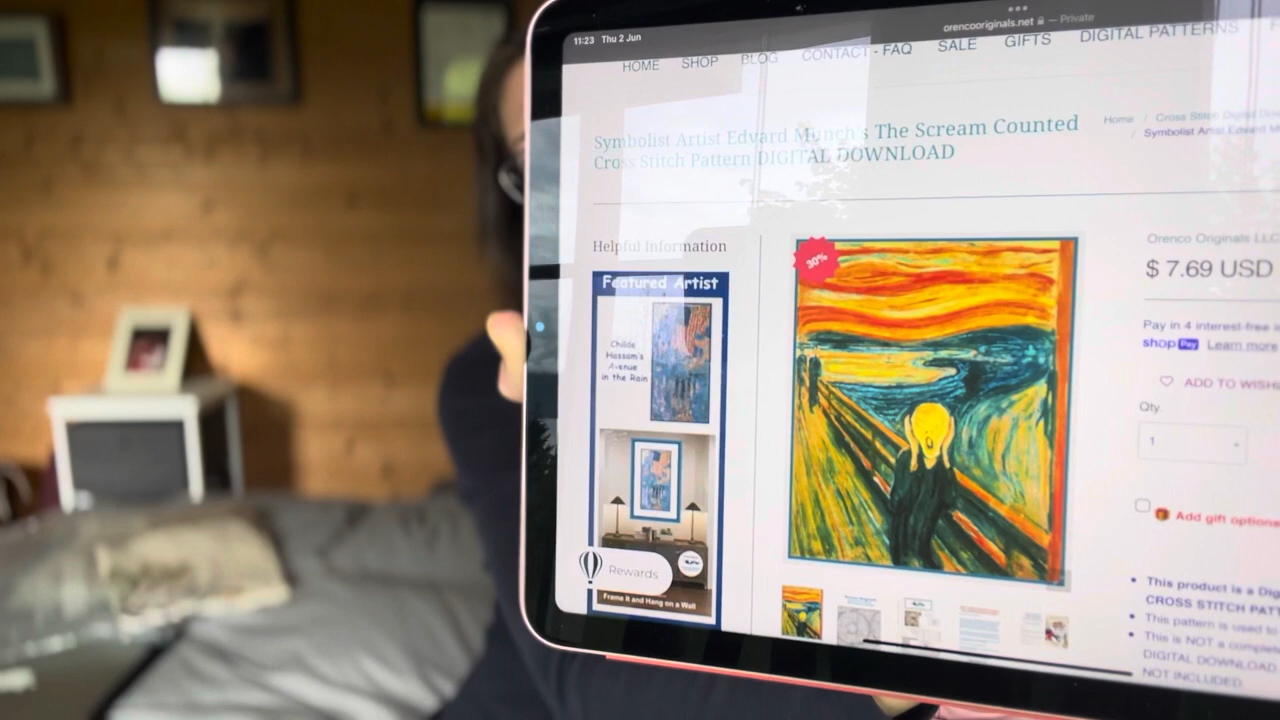 11:23 Thu 2 Jun
orencooriginals.net — Private
HOME SHOP BLOG CONTACT - FAQ SALE GIFTS DIGITAL PATTERNS
Symbolist Artist Edvard Munch's The Scream Counted
Cross Stitch Pattern DIGITAL DOWNLOAD
Home / Cross Stitch Digital
/ Symbolist Artist Edvard
Helpful Information
Featured Artist
Childe
Hassam's
Avenue
in the Rain
Frame It and Hang on a Wall
Rewards
30%
Orenco Originals LLC
$ 7.69 USD
Pay in 4 interest-free
shop Pay Learn more
ADD TO
Qty
1
Add gift options
• This product is a
CROSS STITCH
• This pattern is used to
• This is NOT a
DIGITAL DOWNLOAD
NOT INCLUDED